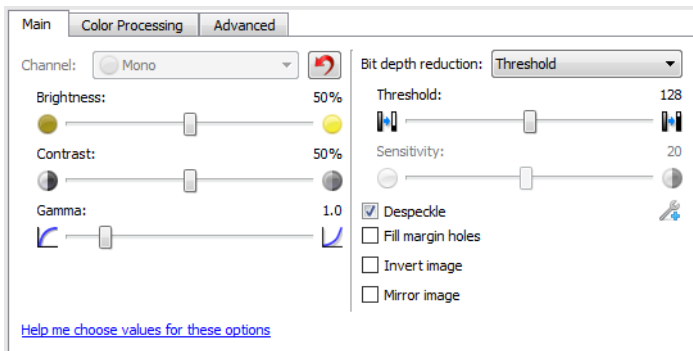 Main Color Processing Advanced
Channel: Mono
Brightness: 50%
Contrast: 50%
Gamma: 1.0
Help me choose values for these options
Bit depth reduction: Threshold
Threshold: 128
Sensitivity: 20
Despeckle
Fill margin holes
Invert image
Mirror image